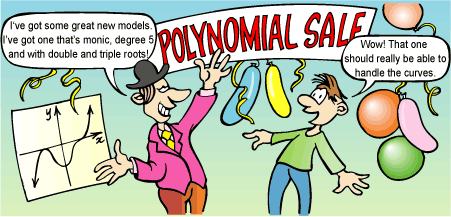 I've got some great new models.
I've got one that's monic, degree 5
and with double and triple roots!
POLYNOMIAL SALE
Wow! That one
should really be able to
handle the curves.
y
x